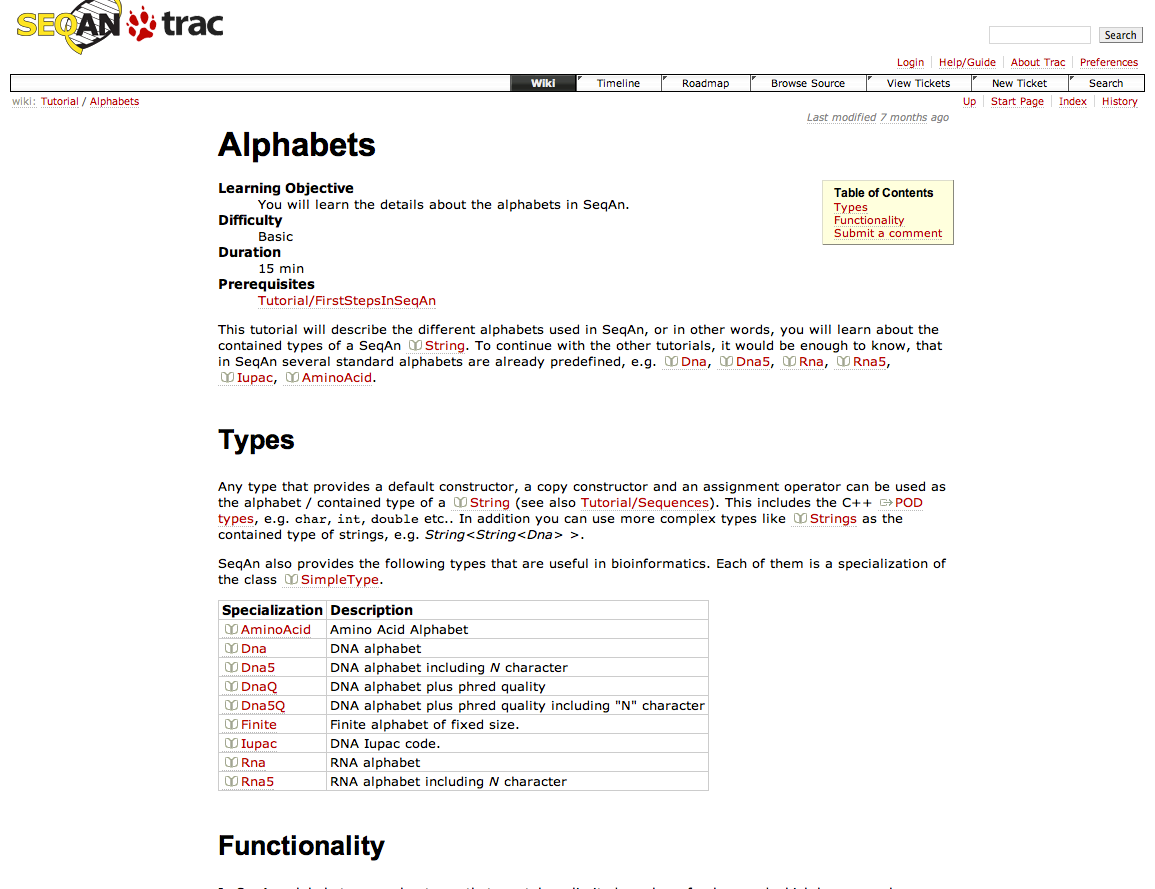 SEQAN trac
Search
Login Help/Guide About Trac Preferences
Wiki Timeline Roadmap Browse Source View Tickets New Ticket Search
wiki: Tutorial / Alphabets
Up Start Page Index History
Last modified 7 months ago
Alphabets
Learning Objective
You will learn the details about the alphabets in SeqAn.
Difficulty
Basic
Duration
15 min
Prerequisites
Tutorial/FirstStepsInSeqAn
Table of Contents
Types
Functionality
Submit a comment
This tutorial will describe the different alphabets used in SeqAn, or in other words, you will learn about the
contained types of a SeqAn String. To continue with the other tutorials, it would be enough to know, that
in SeqAn several standard alphabets are already predefined, e.g. Dna, Dna5, Rna, Rna5,
Iupac, AminoAcid.
Types
Any type that provides a default constructor, a copy constructor and an assignment operator can be used as
the alphabet / contained type of a String (see also Tutorial/Sequences). This includes the C++ POD
types, e.g. char, int, double etc.. In addition you can use more complex types like Strings as the
contained type of strings, e.g. String<String<Dna> >.
SeqAn also provides the following types that are useful in bioinformatics. Each of them is a specialization of
the class SimpleType.
Specialization Description
AminoAcid Amino Acid Alphabet
Dna DNA alphabet
Dna5 DNA alphabet including N character
DnaQ DNA alphabet plus phred quality
Dna5Q DNA alphabet plus phred quality including "N" character
Finite Finite alphabet of fixed size.
Iupac DNA Iupac code.
Rna RNA alphabet
Rna5 RNA alphabet including N character
Functionality